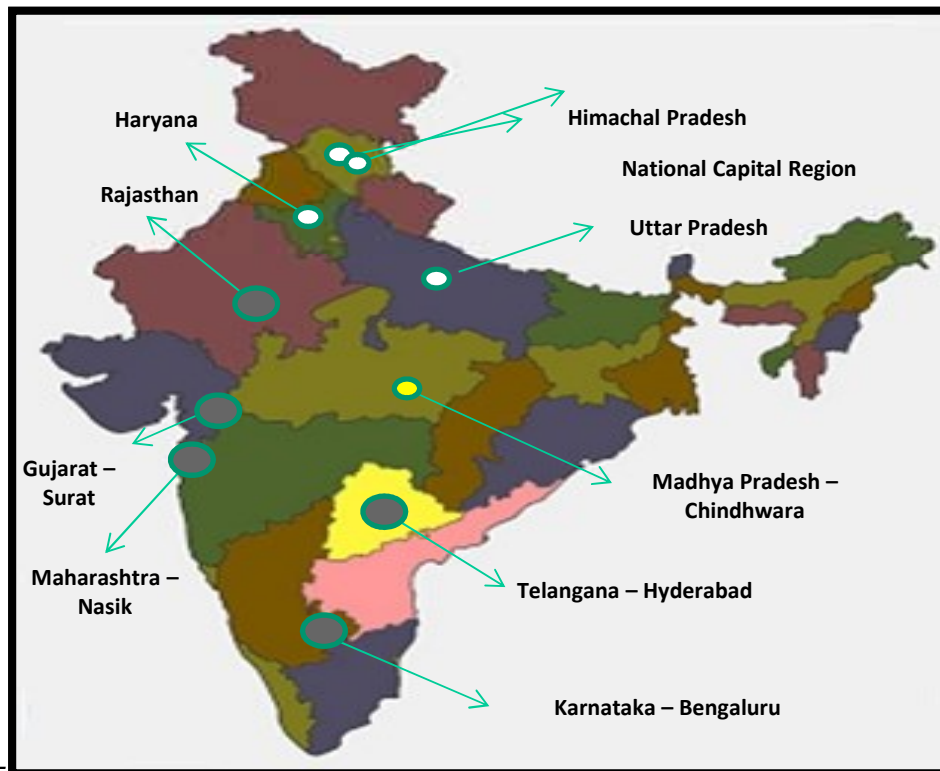 Haryana
Himachal Pradesh
National Capital Region
Rajasthan
Uttar Pradesh
Gujarat –
Surat
Madhya Pradesh –
Chindhwara
Maharashtra –
Nasik
Telangana – Hyderabad
Karnataka – Bengaluru